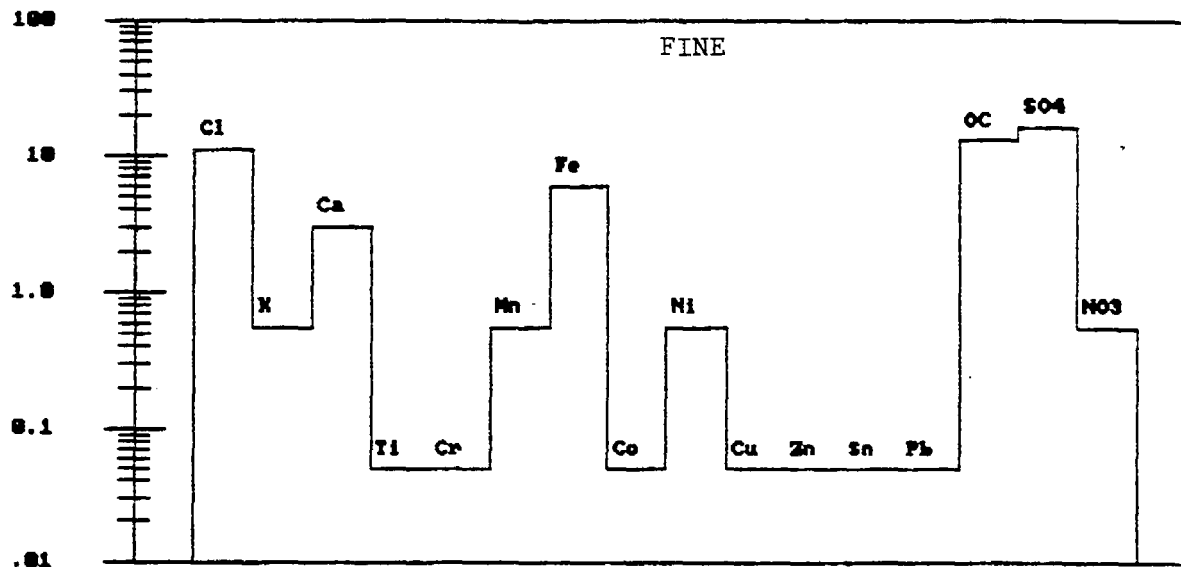 100
FINE
SO4
OC
Cl
10
Fe
Ca
1.0
K Mn Ni NO3
0.1
Ti Cr Co Cu Zn Sn Pb
.01